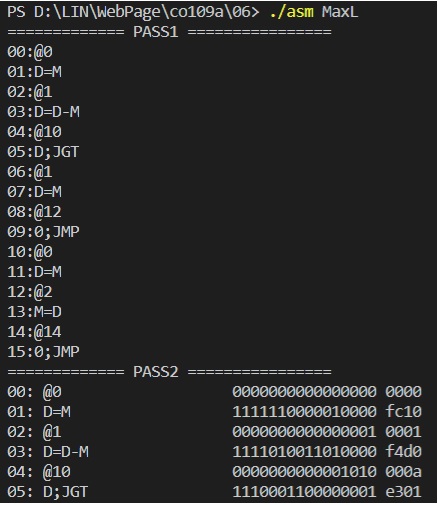 PS D:\LIN\WebPage\co109a\06> ./asm MaxL
============= PASS1 ================
00:@0
01:D=M
02:@1
03:D=D-M
04:@10
05:D;JGT
06:@1
07:D=M
08:@12
09:0;JMP
10:@0
11:D=M
12:@2
13:M=D
14:@14
15:0;JMP
============= PASS2 ================
00: @0 0000000000000000 0000
01: D=M 1111110000010000 fc10
02: @1 0000000000000001 0001
03: D=D-M 1111010011010000 f4d0
04: @10 0000000000001010 000a
05: D;JGT 1110001100000001 e301